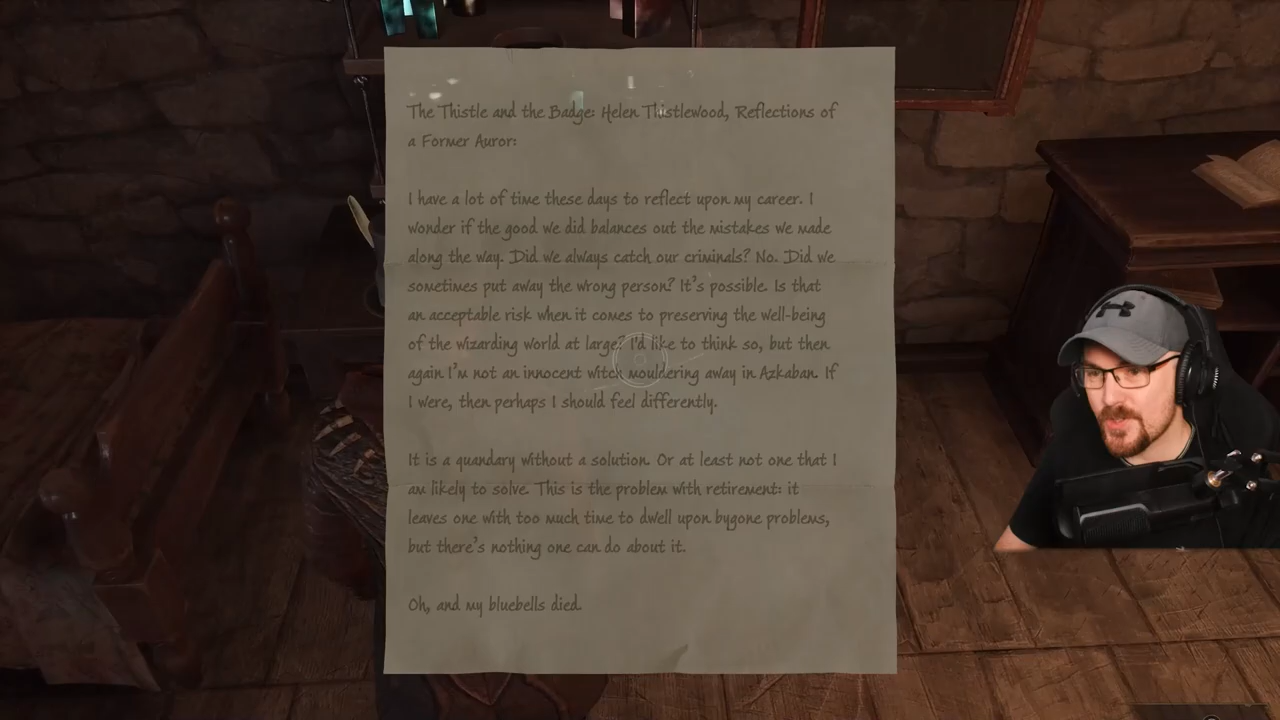 The Thistle and the Badge: Helen Thistlewood, Reflections of
a Former Auror:
I have a lot of time these days to reflect upon my career. I
wonder if the good we did balances out the mistakes we made
along the way. Did we always catch our criminals? No. Did we
sometimes put away the wrong person? It's possible. Is that
an acceptable risk when it comes to preserving the well-being
of the wizarding world at large? I'd like to think so, but then
again I'm not an innocent witch mouldering away in Azkaban. If
I were, then perhaps I should feel differently.
It is a quandary without a solution. Or at least not one that I
am likely to solve. This is the problem with retirement: it
leaves one with too much time to dwell upon bygone problems,
but there's nothing one can do about it.
Oh, and my bluebells died.